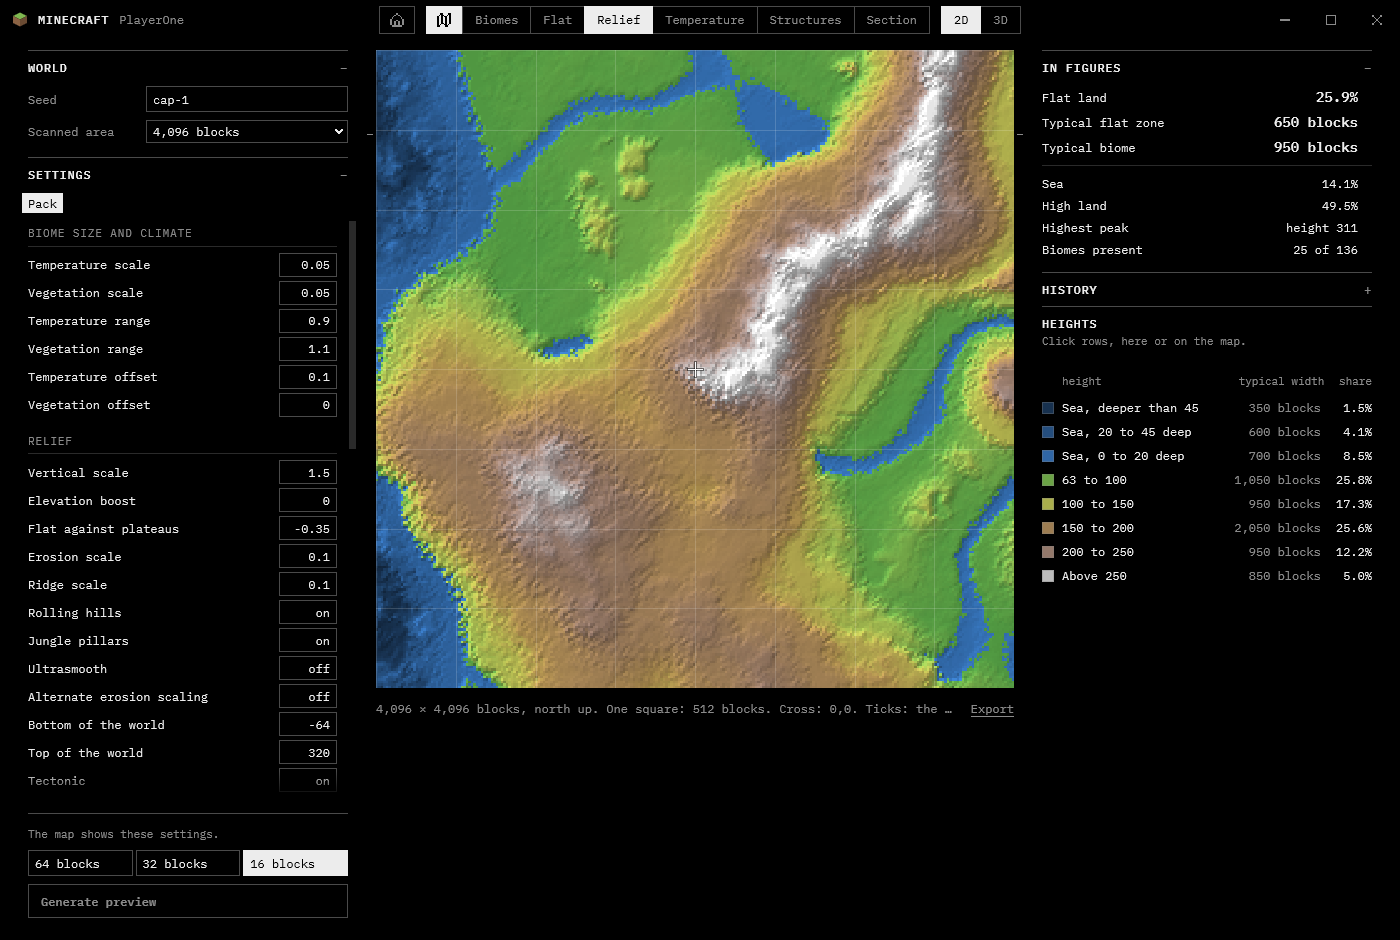 MINECRAFT PlayerOne
Biomes Flat Relief Temperature Structures Section 2D 3D
WORLD −
Seed cap-1
Scanned area 4,096 blocks
SETTINGS −
Pack
BIOME SIZE AND CLIMATE
Temperature scale 0.05
Vegetation scale 0.05
Temperature range 0.9
Vegetation range 1.1
Temperature offset 0.1
Vegetation offset 0
RELIEF
Vertical scale 1.5
Elevation boost 0
Flat against plateaus -0.35
Erosion scale 0.1
Ridge scale 0.1
Rolling hills on
Jungle pillars on
Ultrasmooth off
Alternate erosion scaling off
Bottom of the world -64
Top of the world 320
Tectonic on
The map shows these settings.
64 blocks 32 blocks 16 blocks
Generate preview
4,096 × 4,096 blocks, north up. One square: 512 blocks. Cross: 0,0. Ticks: the … Export
IN FIGURES −
Flat land 25.9%
Typical flat zone 650 blocks
Typical biome 950 blocks
Sea 14.1%
High land 49.5%
Highest peak height 311
Biomes present 25 of 136
HISTORY +
HEIGHTS
Click rows, here or on the map.
height typical width share
Sea, deeper than 45 350 blocks 1.5%
Sea, 20 to 45 deep 600 blocks 4.1%
Sea, 0 to 20 deep 700 blocks 8.5%
63 to 100 1,050 blocks 25.8%
100 to 150 950 blocks 17.3%
150 to 200 2,050 blocks 25.6%
200 to 250 950 blocks 12.2%
Above 250 850 blocks 5.0%